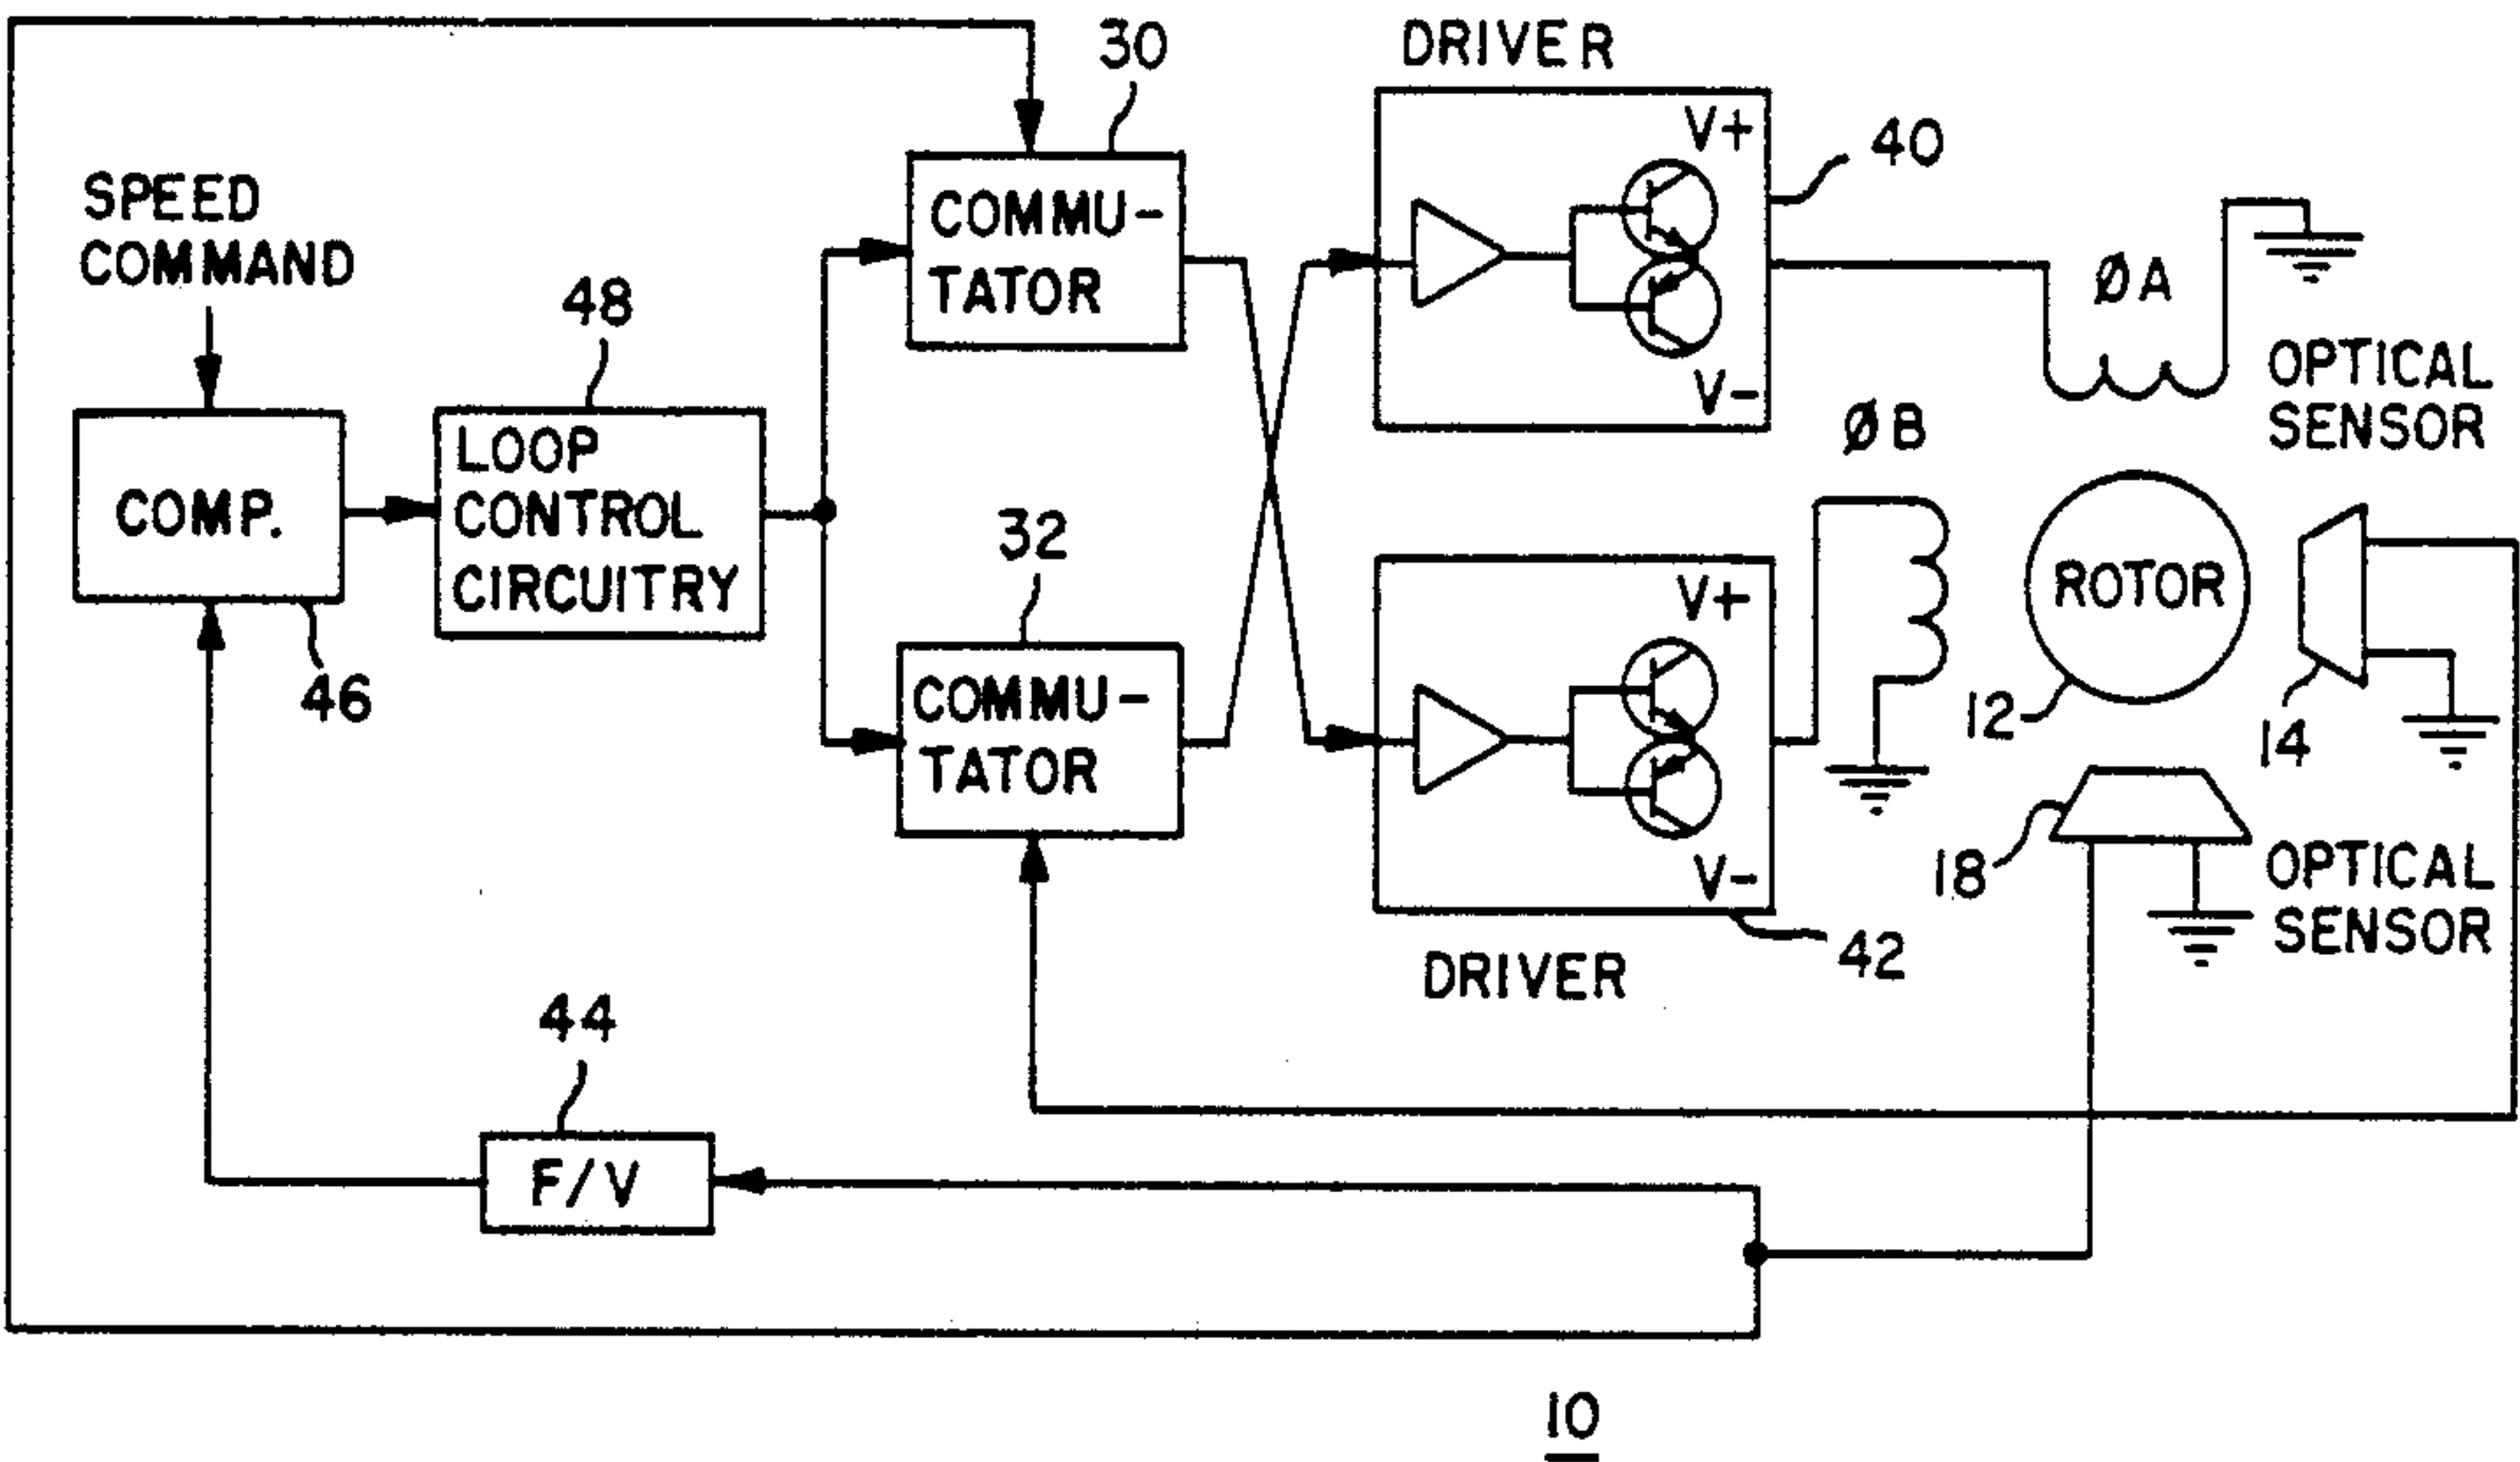 30
DRIVER
V+
40
SPEED
COMMAND
COMMU-
TATOR
48
ØA
V-
OPTICAL
SENSOR
ØB
COMP.
LOOP
CONTROL
CIRCUITRY
32
V+
ROTOR
46
COMMU-
TATOR
12
14
V-
18
OPTICAL
SENSOR
DRIVER
42
44
F/V
10